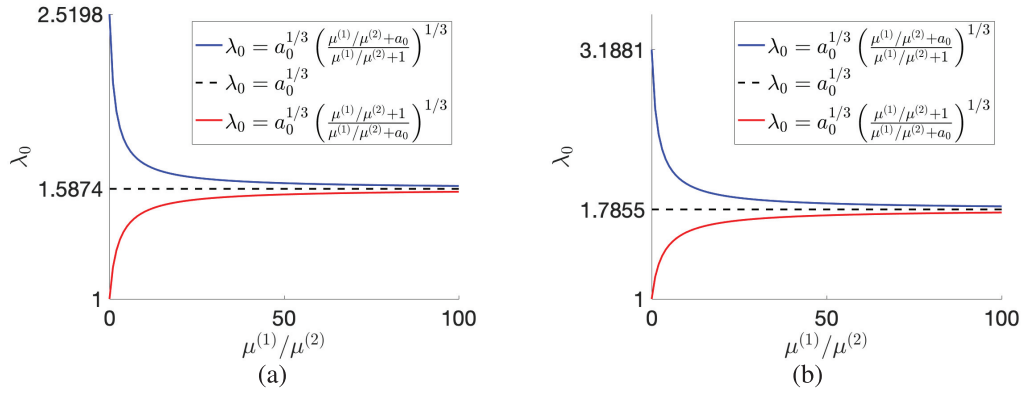 2.5198
λ₀ = a₀^{1/3} ( (μ^{(1)}/μ^{(2)}+a₀) / (μ^{(1)}/μ^{(2)}+1) )^{1/3}
λ₀ = a₀^{1/3}
λ₀ = a₀^{1/3} ( (μ^{(1)}/μ^{(2)}+1) / (μ^{(1)}/μ^{(2)}+a₀) )^{1/3}
λ₀
1.5874
1
0 50 100
μ^{(1)}/μ^{(2)}
(a)
3.1881
λ₀ = a₀^{1/3} ( (μ^{(1)}/μ^{(2)}+a₀) / (μ^{(1)}/μ^{(2)}+1) )^{1/3}
λ₀ = a₀^{1/3}
λ₀ = a₀^{1/3} ( (μ^{(1)}/μ^{(2)}+1) / (μ^{(1)}/μ^{(2)}+a₀) )^{1/3}
λ₀
1.7855
1
0 50 100
μ^{(1)}/μ^{(2)}
(b)